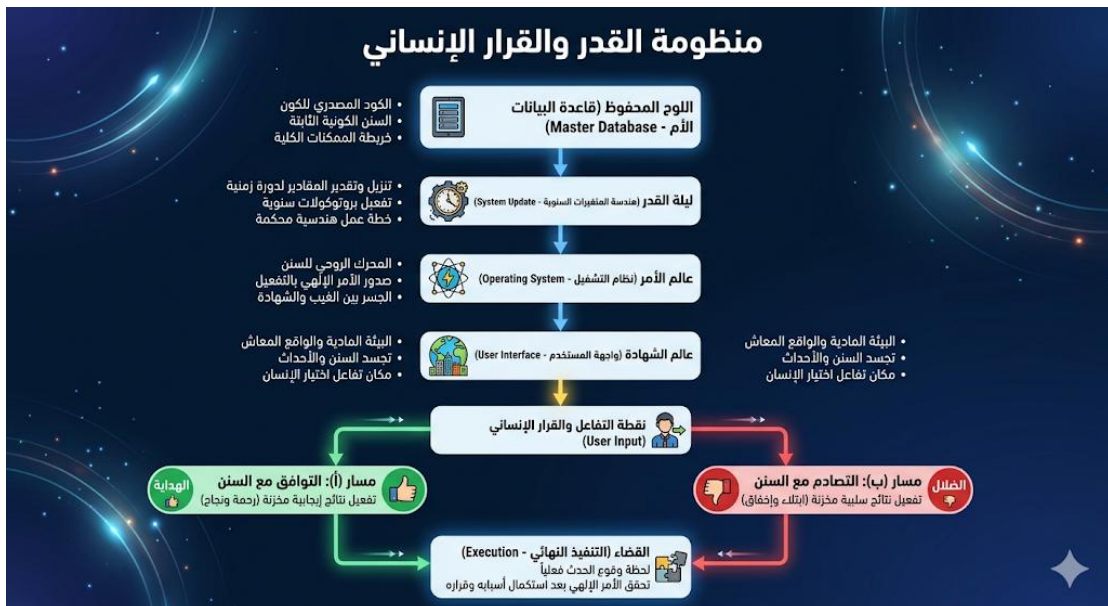 منظومة القدر والقرار الإنساني
اللوح المحفوظ (قاعدة البيانات
الأم - Master Database)
• الكود المصدري للكون
• السنن الكونية الثابتة
• خريطة الممكنات الكلية
ليلة القدر (هندسة المتغيرات السنوية - System Update)
• تنزيل وتقدير المقادير لدورة زمنية
• تفعيل بروتوكولات سنوية
• خطة عمل هندسية محكمة
عالم الأمر (نظام التشغيل - Operating System)
• المحرك الروحي للسنن
• صدور الأمر الإلهي بالتفعيل
• الجسر بين الغيب والشهادة
عالم الشهادة (واجهة المستخدم - User Interface)
• البيئة المادية والواقع المعاش
• تجسد السنن والأحداث
• مكان تفاعل اختيار الإنسان
• البيئة المادية والواقع المعاش
• تجسد السنن والأحداث
• مكان تفاعل اختيار الإنسان
نقطة التفاعل والقرار الإنساني
(User Input)
الضلال
مسار (ب): التصادم مع السنن
تفعيل نتائج سلبية مخزنة (ابتلاء وإخفاق)
مسار (أ): التوافق مع السنن
تفعيل نتائج إيجابية مخزنة (رحمة ونجاح)
الهداية
القضاء (التنفيذ النهائي - Execution)
لحظة وقوع الحدث فعلياً
تحقق الأمر الإلهي بعد استكمال أسبابه وقراره